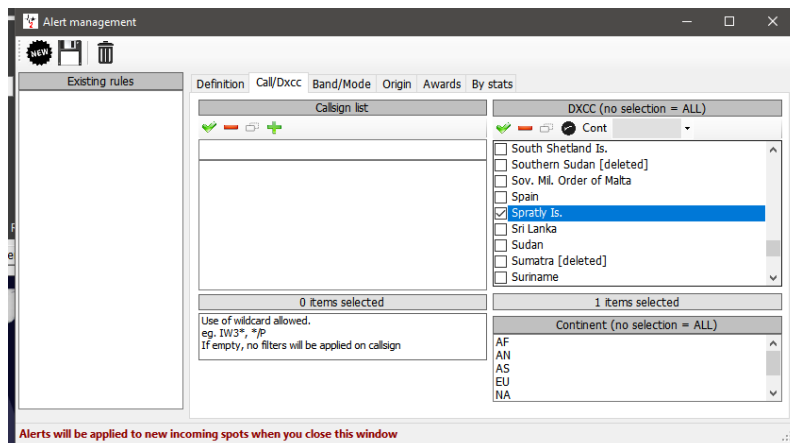 Alert management
NEW
Existing rules
Definition Call/Dxcc Band/Mode Origin Awards By stats
Callsign list
DXCC (no selection = ALL)
Cont
South Shetland Is.
Southern Sudan [deleted]
Sov. Mil. Order of Malta
Spain
Spratly Is.
Sri Lanka
Sudan
Sumatra [deleted]
Suriname
0 items selected
1 items selected
Use of wildcard allowed.
eg. IW3*, */P
If empty, no filters will be applied on callsign
Continent (no selection = ALL)
AF
AN
AS
EU
NA
Alerts will be applied to new incoming spots when you close this window